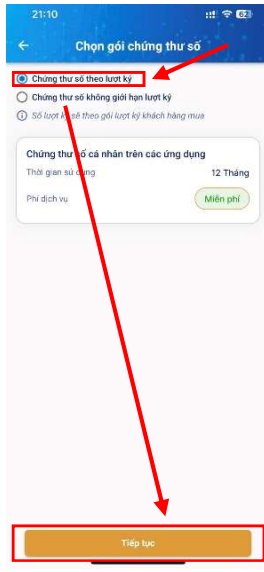 21:10
62
Chọn gói chứng thư số
Chứng thư số theo lượt ký
Chứng thư số không giới hạn lượt ký
Số lượt ký sẽ theo gói lượt ký khách hàng mua
Chứng thư số cá nhân trên các ứng dụng
Thời gian sử dụng 12 Tháng
Phí dịch vụ Miễn phí
Tiếp tục